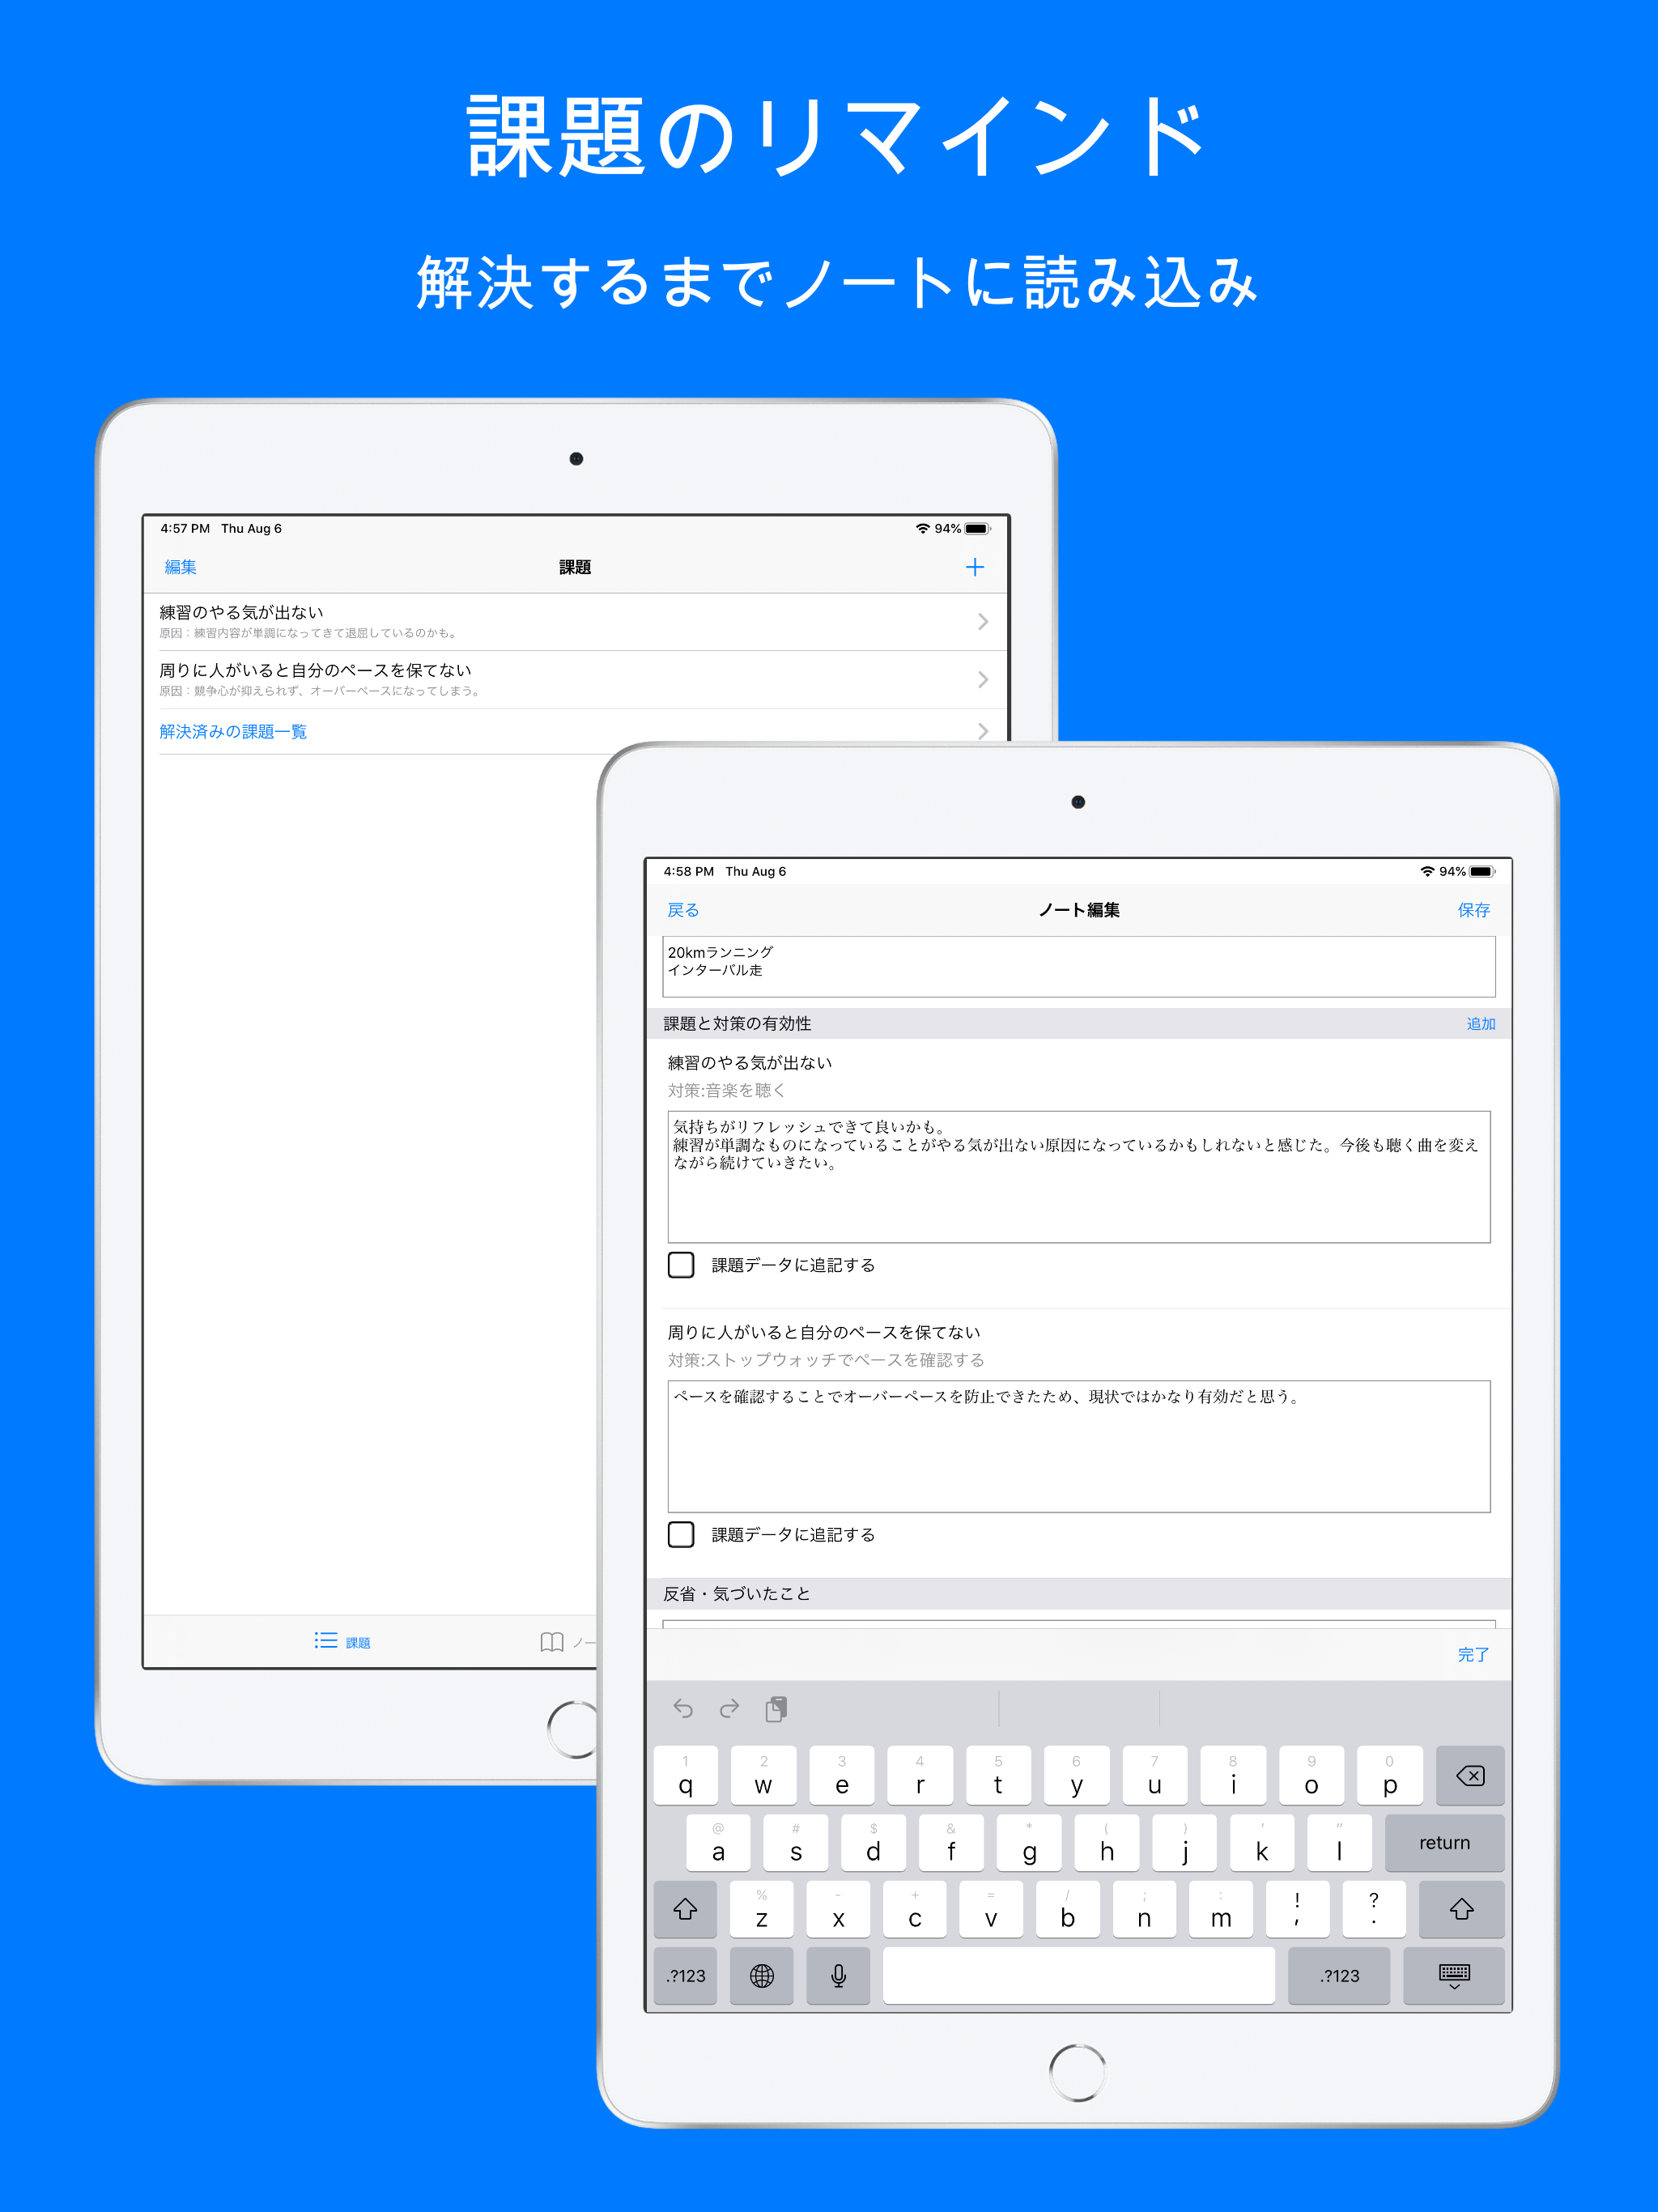 課題のリマインド
解決するまでノートに読み込み
4:57 PM Thu Aug 6
94%
編集
課題
練習のやる気が出ない
原因：練習内容が単調になってきて退屈しているのかも。
周りに人がいると自分のペースを保てない
原因：競争心が抑えられず、オーバーペースになってしまう。
解決済みの課題一覧
課題
ノー
4:58 PM Thu Aug 6
94%
戻る
ノート編集
保存
20kmランニング
インターバル走
課題と対策の有効性
追加
練習のやる気が出ない
対策:音楽を聴く
気持ちがリフレッシュできて良いかも。
練習が単調なものになっていることがやる気が出ない原因になっているかもしれないと感じた。今後も聴く曲を変え
ながら続けていきたい。
課題データに追記する
周りに人がいると自分のペースを保てない
対策:ストップウォッチでペースを確認する
ペースを確認することでオーバーペースを防止できたため、現状ではかなり有効だと思う。
課題データに追記する
反省・気づいたこと
完了
1 2 3 4 5 6 7 8 9 0
q w e r t y u i o p
@ # $ & * ( ) ' "
a s d f g h j k l return
% - + = / ; : ! ?
z x c v b n m , .
.?123 .?123